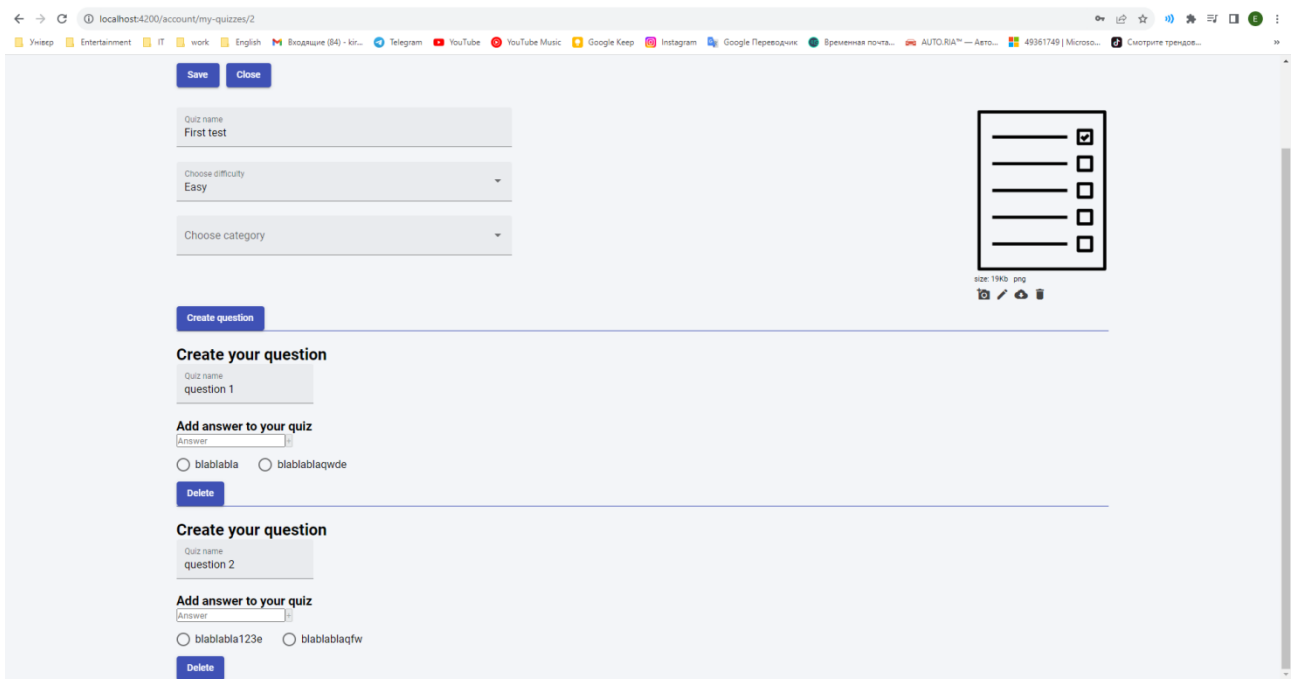 localhost:4200/account/my-quizzes/2
Універ Entertainment IT work English Входящие (84) - kir... Telegram YouTube YouTube Music Google Keep Instagram Google Переводчик Временная почта... AUTO.RIA™ — Авто... 49361749 | Microso... Смотрите трендов... »
Save Close
Quiz name
First test
Choose difficulty
Easy
Choose category
size: 19Kb png
Create question
Create your question
Quiz name
question 1
Add answer to your quiz
Answer +
blablabla blablablaqwde
Delete
Create your question
Quiz name
question 2
Add answer to your quiz
Answer +
blablabla123e blablablaqfw
Delete